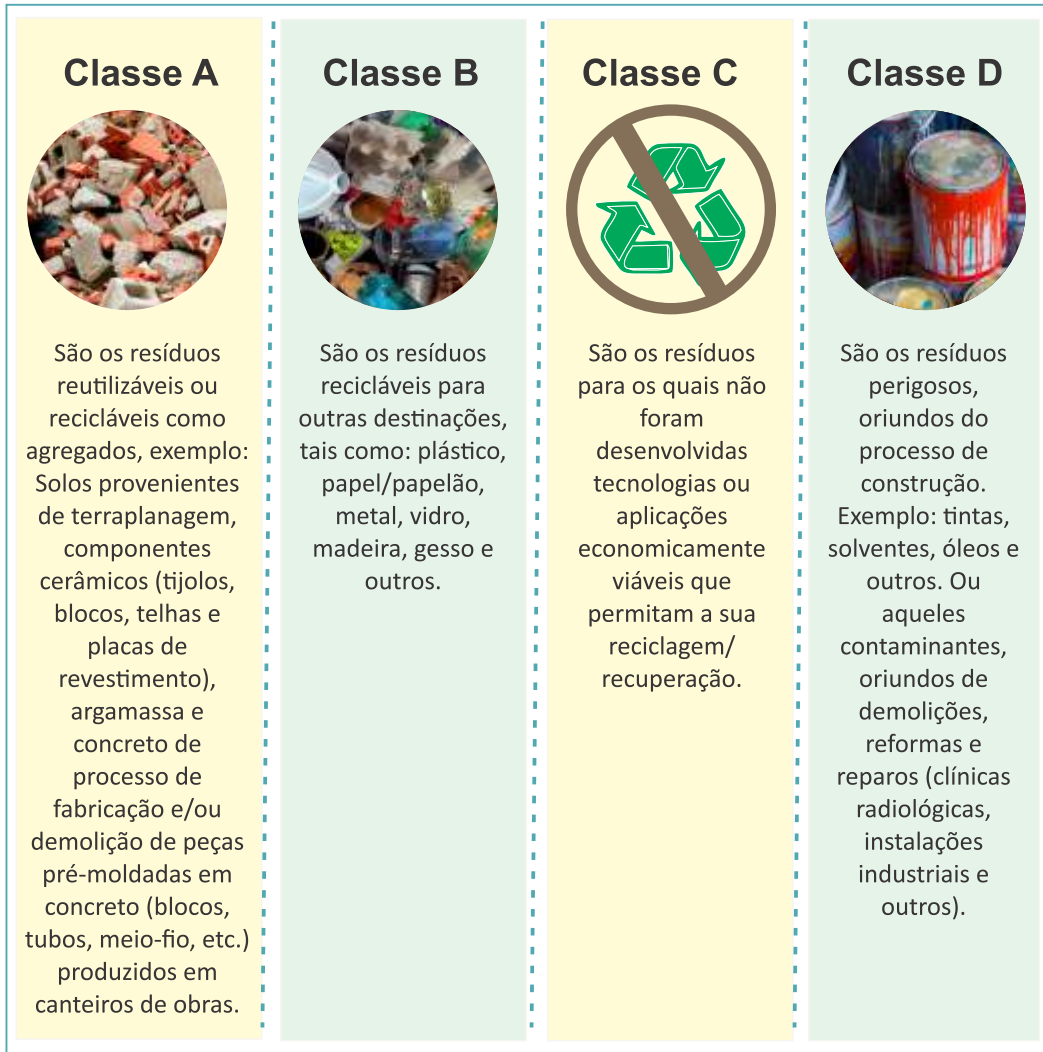 Classe A
São os resíduos
reutilizáveis ou
recicláveis como
agregados, exemplo:
Solos provenientes
de terraplanagem,
componentes
cerâmicos (tijolos,
blocos, telhas e
placas de
revestimento),
argamassa e
concreto de
processo de
fabricação e/ou
demolição de peças
pré-moldadas em
concreto (blocos,
tubos, meio-fio, etc.)
produzidos em
canteiros de obras.
Classe B
São os resíduos
recicláveis para
outras destinações,
tais como: plástico,
papel/papelão,
metal, vidro,
madeira, gesso e
outros.
Classe C
São os resíduos
para os quais não
foram
desenvolvidas
tecnologias ou
aplicações
economicamente
viáveis que
permitam a sua
reciclagem/
recuperação.
Classe D
São os resíduos
perigosos,
oriundos do
processo de
construção.
Exemplo: tintas,
solventes, óleos e
outros. Ou
aqueles
contaminantes,
oriundos de
demolições,
reformas e
reparos (clínicas
radiológicas,
instalações
industriais e
outros).